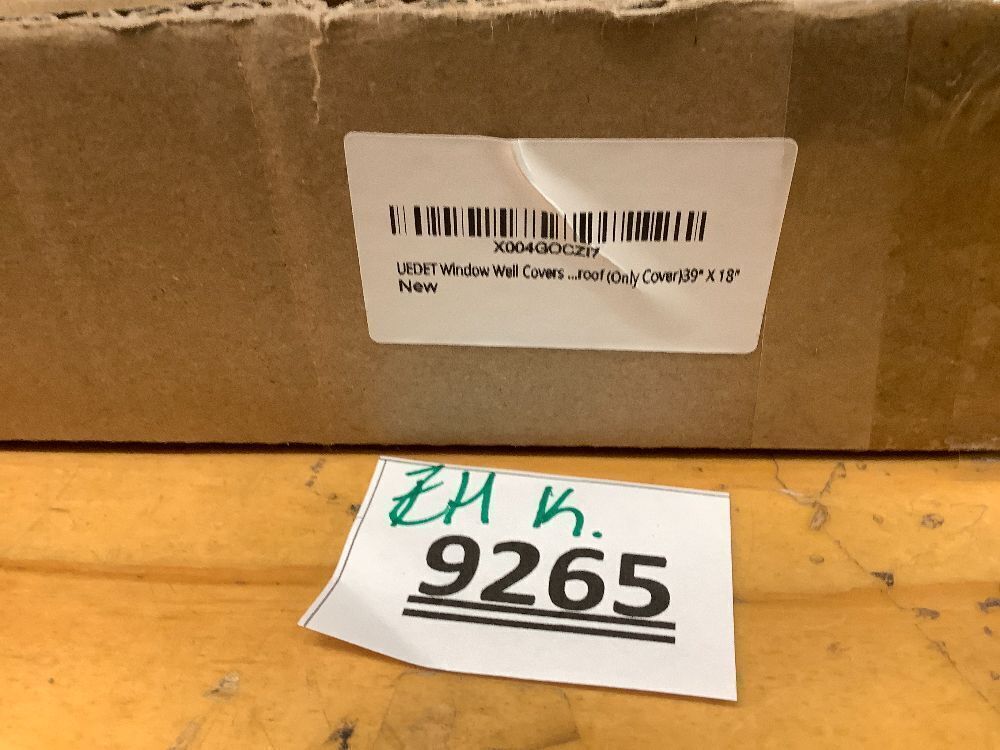 X004GOCZI7
UEDET Window Well Covers ...roof (Only Cover)39" X 18"
New
ZH K.
9265